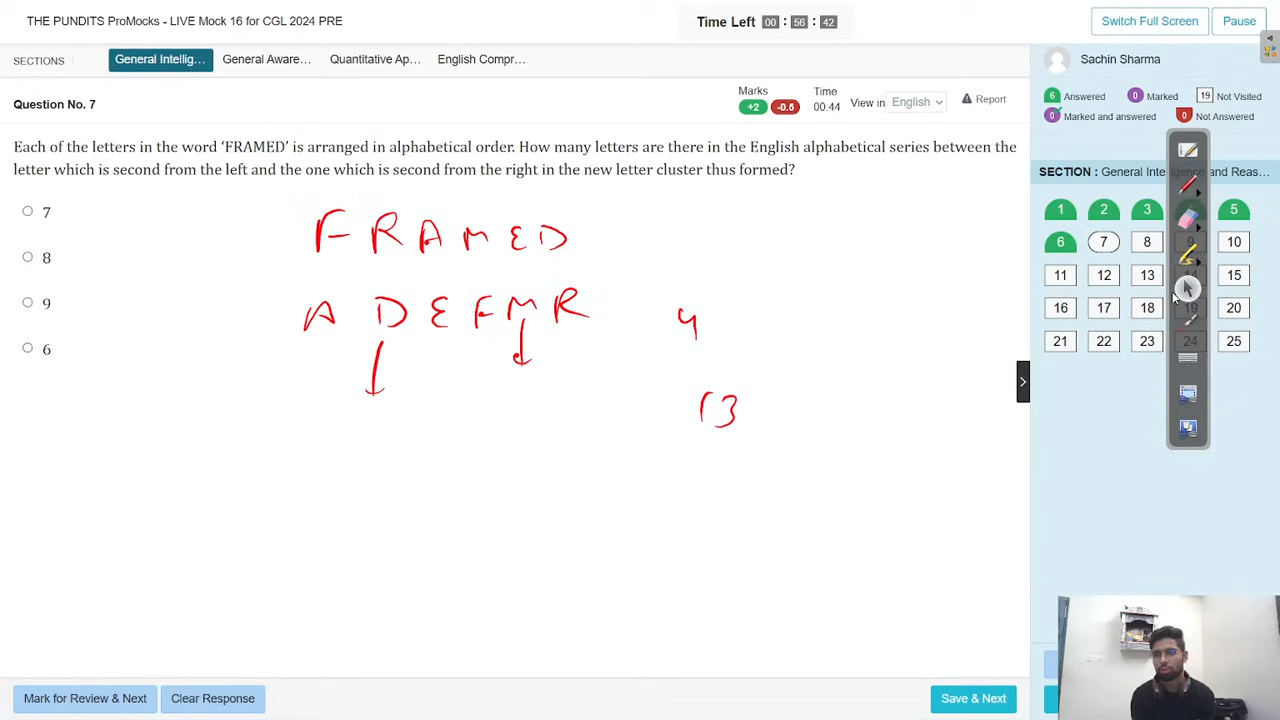 THE PUNDITS ProMocks - LIVE Mock 16 for CGL 2024 PRE
Time Left 00 : 56 : 42
Switch Full Screen
Pause
SECTIONS
General Intellig...
General Aware...
Quantitative Ap...
English Compr...
Sachin Sharma
Question No. 7
Marks
+2 -0.5
Time
00:44
View in English
Report
6 Answered
0 Marked
19 Not Visited
0 Marked and answered
0 Not Answered
Each of the letters in the word ‘FRAMED’ is arranged in alphabetical order. How many letters are there in the English alphabetical series between the
letter which is second from the left and the one which is second from the right in the new letter cluster thus formed?
7
8
9
6
F R A M E D
A D E F M R
4
13
SECTION : General Intelligence and Reas...
1 2 3 5
6 7 8 9 10
11 12 13 14 15
16 17 18 19 20
21 22 23 24 25
Mark for Review & Next
Clear Response
Save & Next